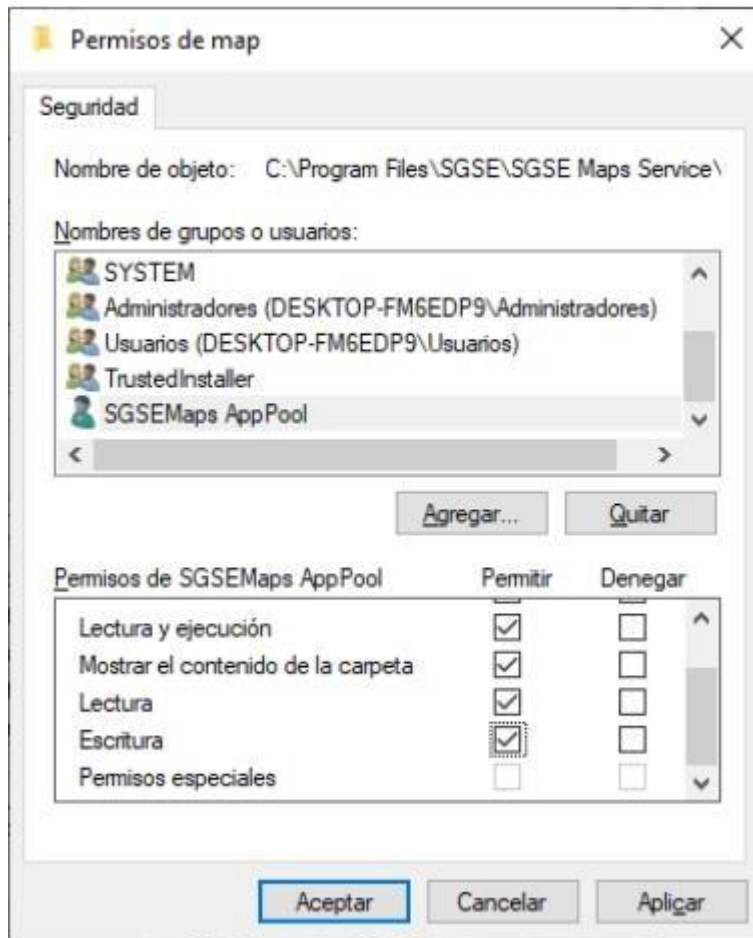 Permisos de map
Seguridad
Nombre de objeto: C:\Program Files\SGSE\SGSE Maps Service\
Nombres de grupos o usuarios:
SYSTEM
Administradores (DESKTOP-FM6EDP9\Administradores)
Usuarios (DESKTOP-FM6EDP9\Usuarios)
TrustedInstaller
SGSEMaps AppPool
Agregar... Quitar
Permisos de SGSEMaps AppPool Permitir Denegar
Lectura y ejecución
Mostrar el contenido de la carpeta
Lectura
Escritura
Permisos especiales
Aceptar Cancelar Aplicar